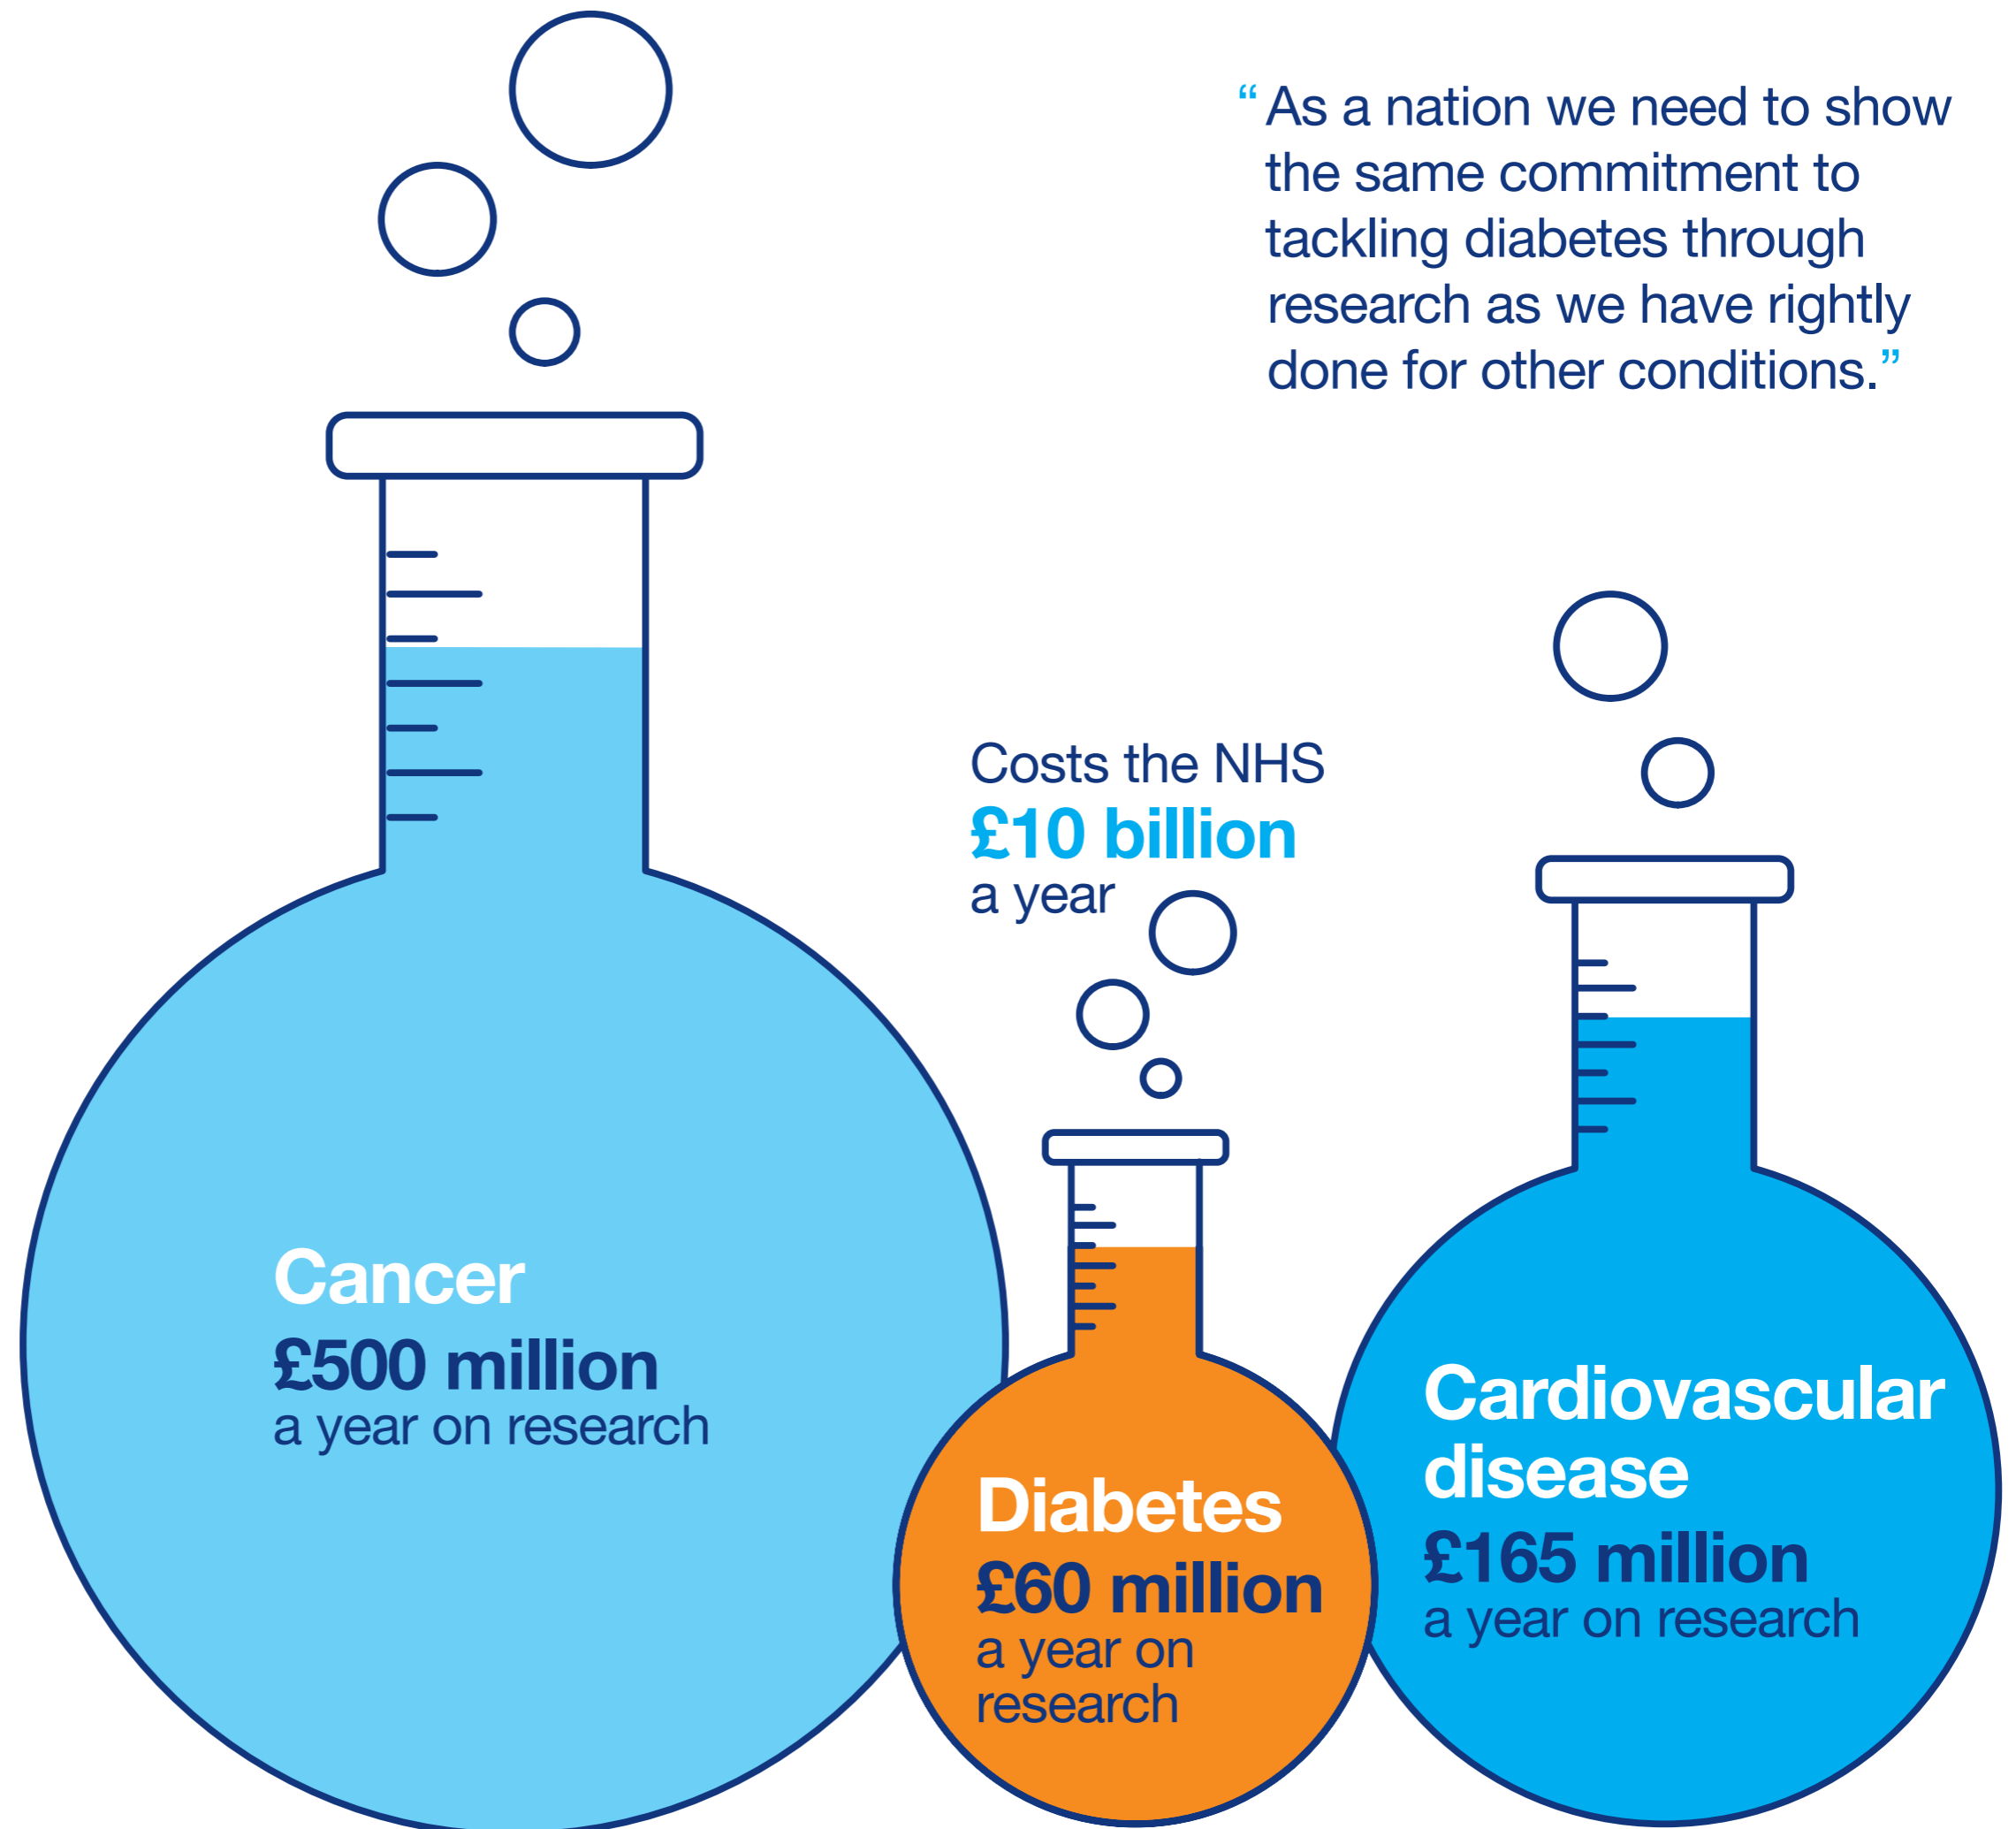 “As a nation we need to show
the same commitment to
tackling diabetes through
research as we have rightly
done for other conditions.”
Costs the NHS
£10 billion
a year
Cancer
£500 million
a year on research
Diabetes
£60 million
a year on
research
Cardiovascular
disease
£165 million
a year on research